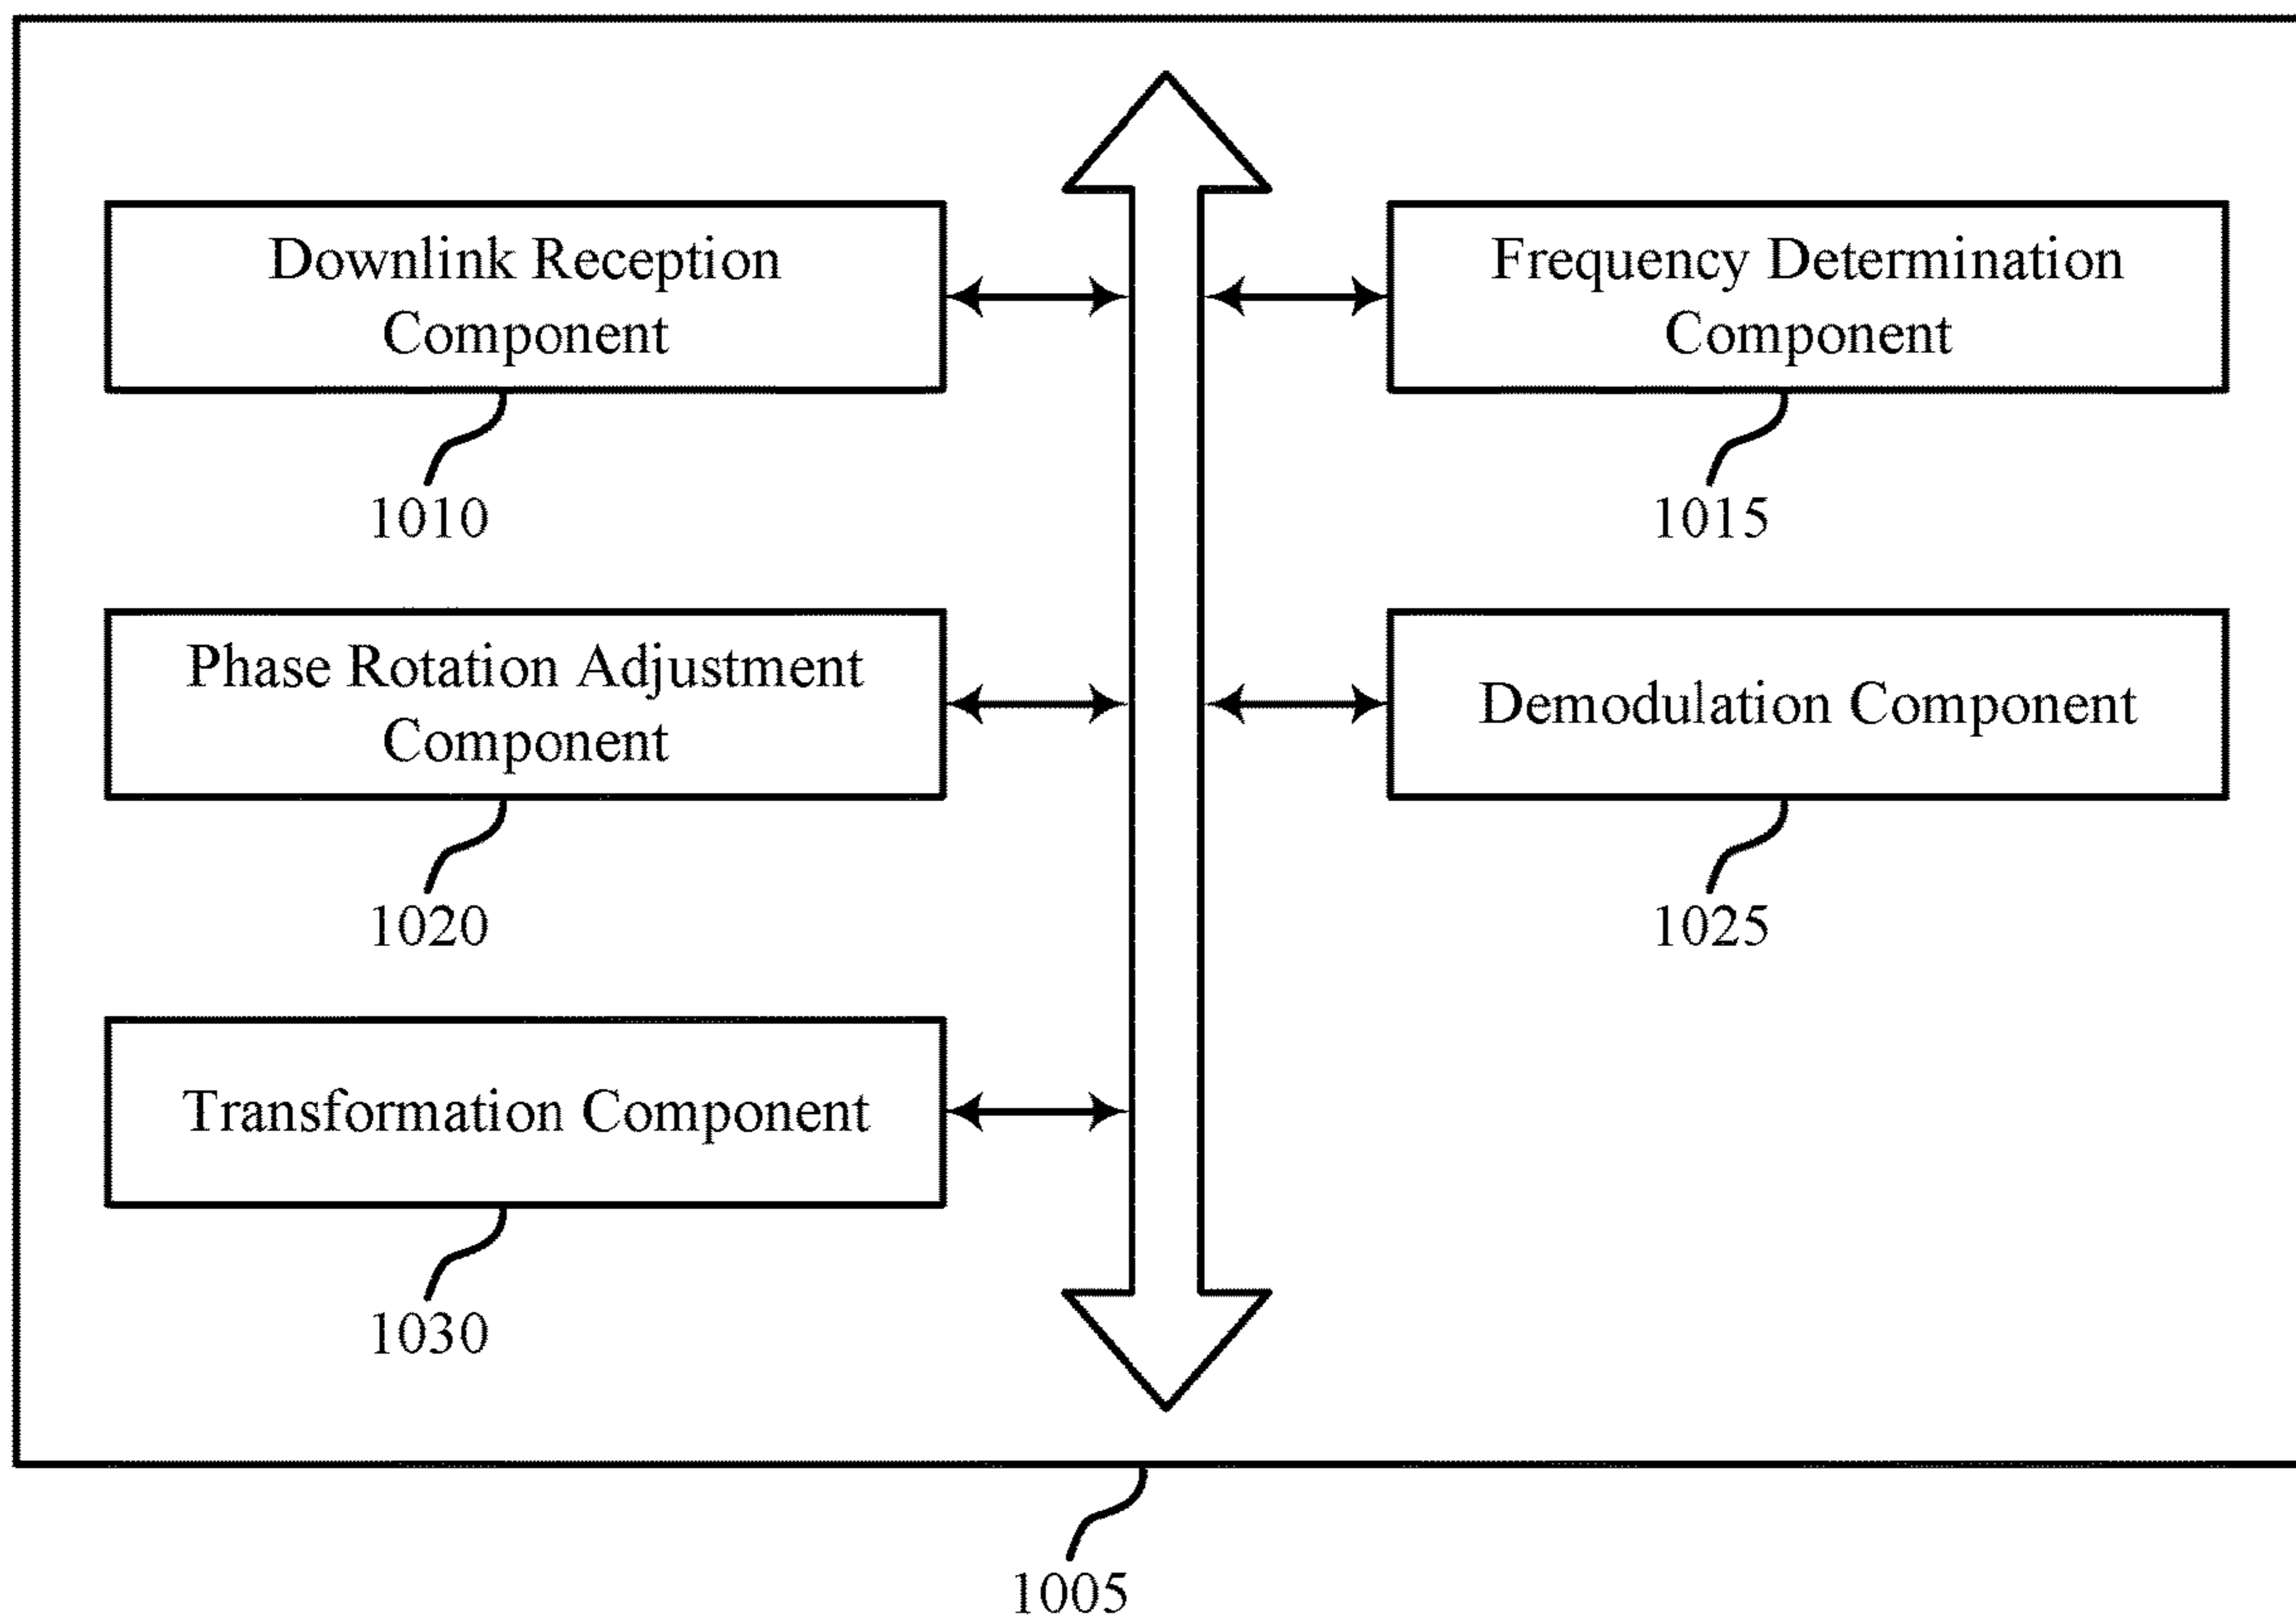 Downlink Reception
Component
1010
Frequency Determination
Component
1015
Phase Rotation Adjustment
Component
1020
Demodulation Component
1025
Transformation Component
1030
1005